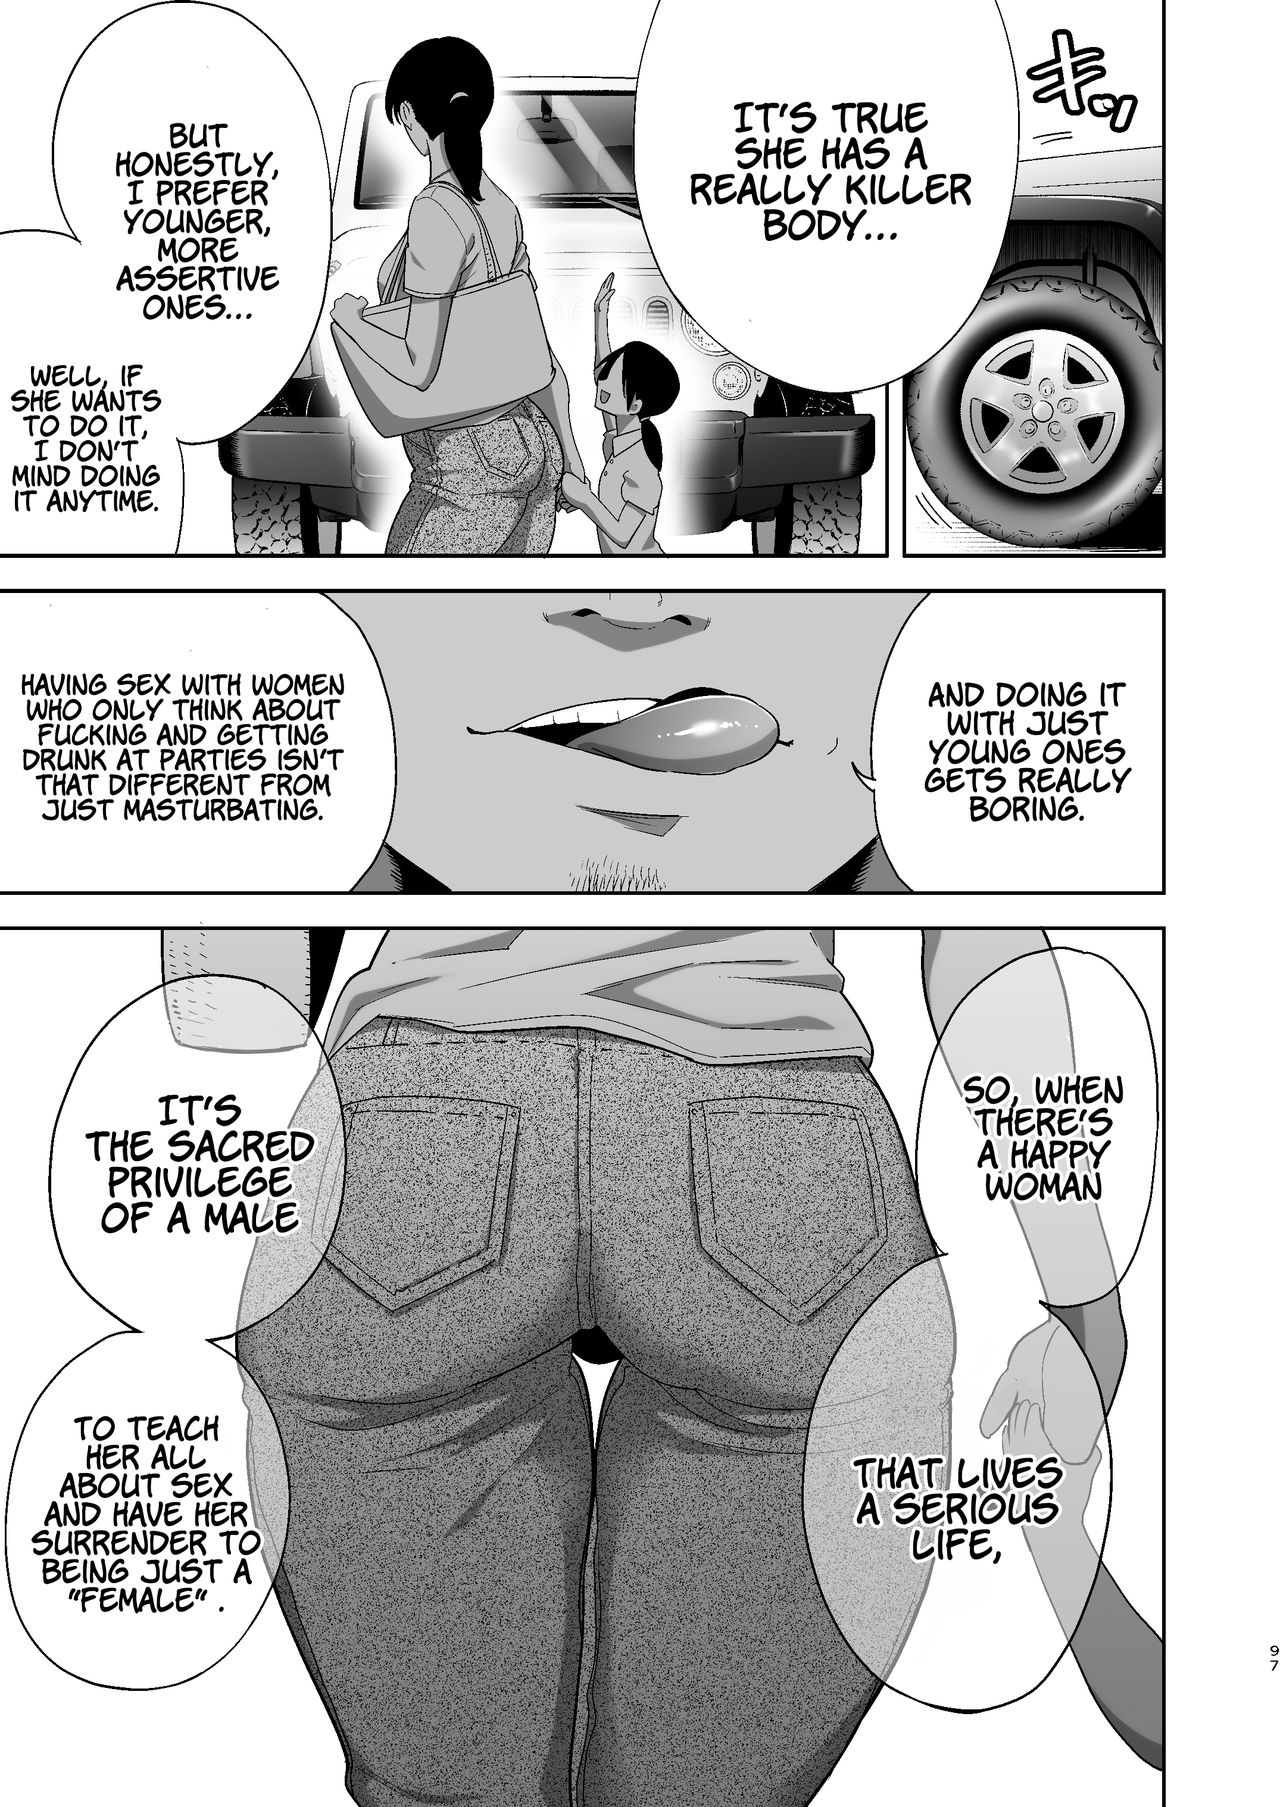 キッ
IT'S TRUE
SHE HAS A
REALLY KILLER
BODY...
BUT
HONESTLY,
I PREFER
YOUNGER,
MORE
ASSERTIVE
ONES...
WELL, IF
SHE WANTS
TO DO IT,
I DON'T
MIND DOING
IT ANYTIME.
AND DOING IT
WITH JUST
YOUNG ONES
GETS REALLY
BORING.
HAVING SEX WITH WOMEN
WHO ONLY THINK ABOUT
FUCKING AND GETTING
DRUNK AT PARTIES ISN'T
THAT DIFFERENT FROM
JUST MASTURBATING.
SO, WHEN
THERE'S
A HAPPY
WOMAN
THAT LIVES
A SERIOUS
LIFE,
IT'S
THE SACRED
PRIVILEGE
OF A MALE
TO TEACH
HER ALL
ABOUT SEX
AND HAVE HER
SURRENDER TO
BEING JUST A
"FEMALE" .
97